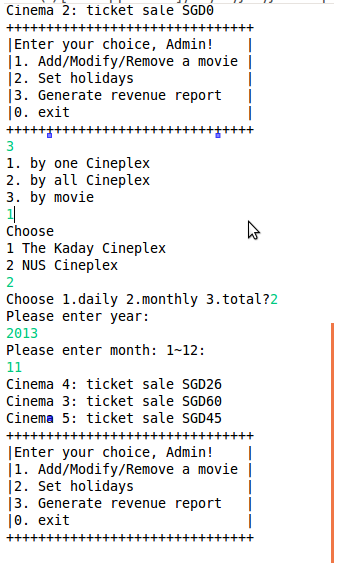 Cinema 2: ticket sale SGD0
+++++++++++++++++++++++++++++++
|Enter your choice, Admin!    |
|1. Add/Modify/Remove a movie |
|2. Set holidays              |
|3. Generate revenue report   |
|0. exit                      |
+++++++++++++++++++++++++++++++
3
1. by one Cineplex
2. by all Cineplex
3. by movie
1
Choose
1 The Kaday Cineplex
2 NUS Cineplex
2
Choose 1.daily 2.monthly 3.total?2
Please enter year:
2013
Please enter month: 1~12:
11
Cinema 4: ticket sale SGD26
Cinema 3: ticket sale SGD60
Cinema 5: ticket sale SGD45
+++++++++++++++++++++++++++++++
|Enter your choice, Admin!    |
|1. Add/Modify/Remove a movie |
|2. Set holidays              |
|3. Generate revenue report   |
|0. exit                      |
+++++++++++++++++++++++++++++++